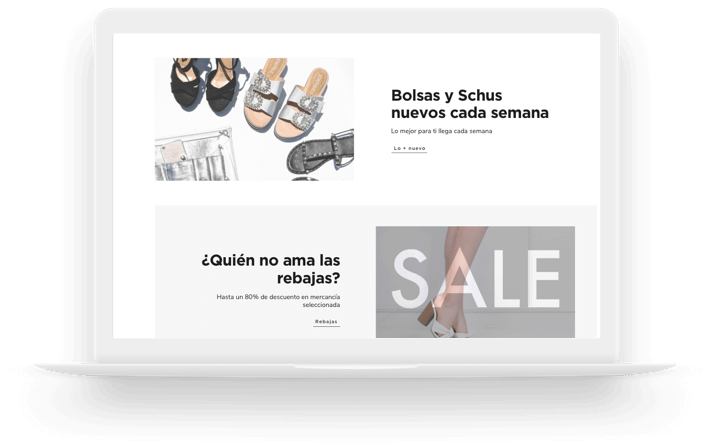 Bolsas y Schus
nuevos cada semana
Lo mejor para ti llega cada semana
Lo + nuevo
¿Quién no ama las
rebajas?
Hasta un 80% de descuento en mercancía
seleccionada
Rebajas
SALE